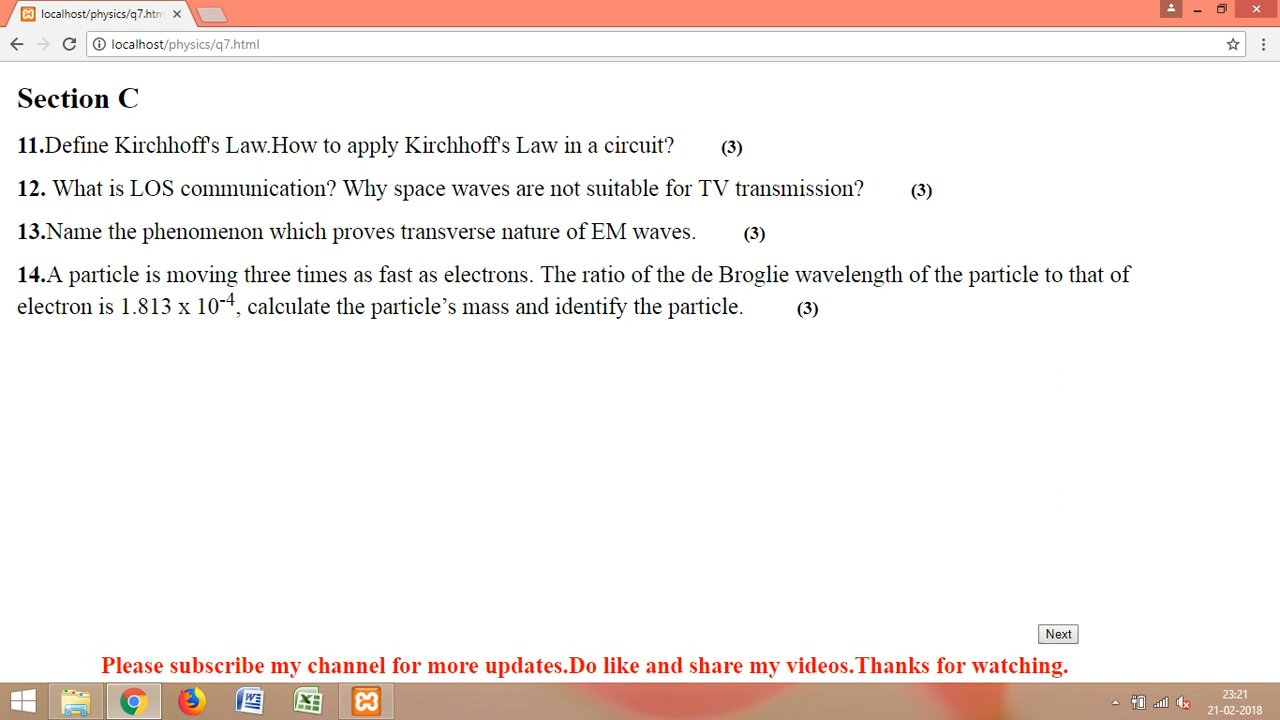 localhost/physics/q7.htm
localhost/physics/q7.html
Section C
11.Define Kirchhoff's Law.How to apply Kirchhoff's Law in a circuit? (3)
12. What is LOS communication? Why space waves are not suitable for TV transmission? (3)
13.Name the phenomenon which proves transverse nature of EM waves. (3)
14.A particle is moving three times as fast as electrons. The ratio of the de Broglie wavelength of the particle to that of
electron is 1.813 x 10-4, calculate the particle’s mass and identify the particle. (3)
Next
Please subscribe my channel for more updates.Do like and share my videos.Thanks for watching.
23:21
21-02-2018